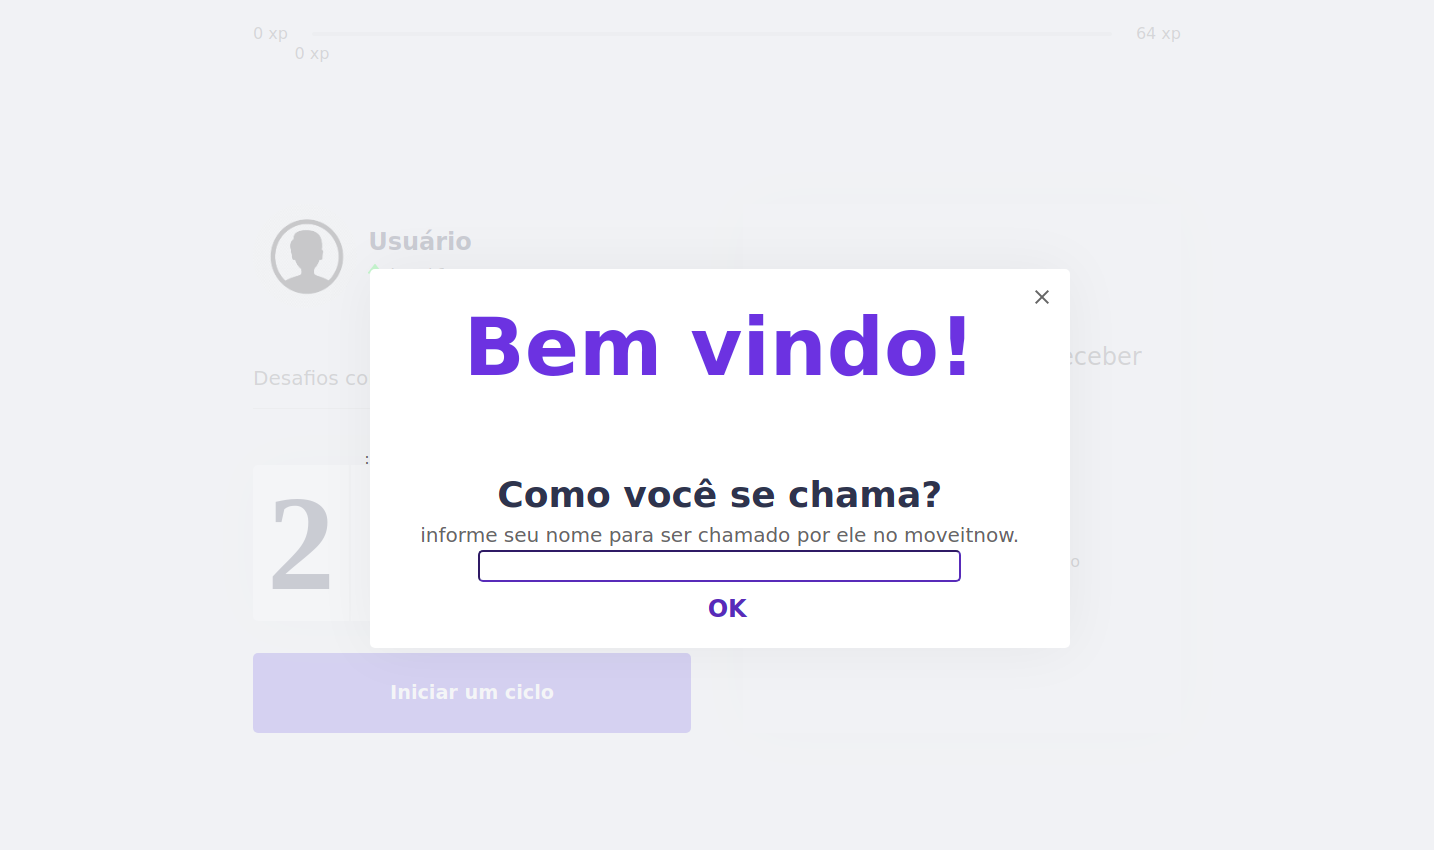 0 xp
64 xp
0 xp
Usuário
Bem vindo!
eceber
Desafios co
:
Como você se chama?
2
informe seu nome para ser chamado por ele no moveitnow.
o
OK
Iniciar um ciclo